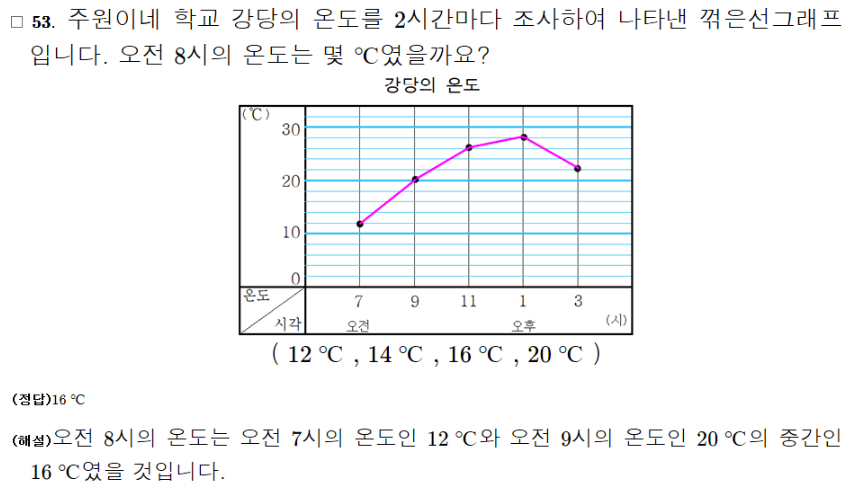 □ 53. 주원이네 학교 강당의 온도를 2시간마다 조사하여 나타낸 꺾은선그래프
입니다. 오전 8시의 온도는 몇 ℃였을까요?
강당의 온도
(℃)
30
20
10
0
온도
시각
7 9 11 1 3
오전 오후 (시)
( 12 ℃ , 14 ℃ , 16 ℃ , 20 ℃ )
(정답)16 ℃
(해설)오전 8시의 온도는 오전 7시의 온도인 12 ℃와 오전 9시의 온도인 20 ℃의 중간인
16 ℃였을 것입니다.